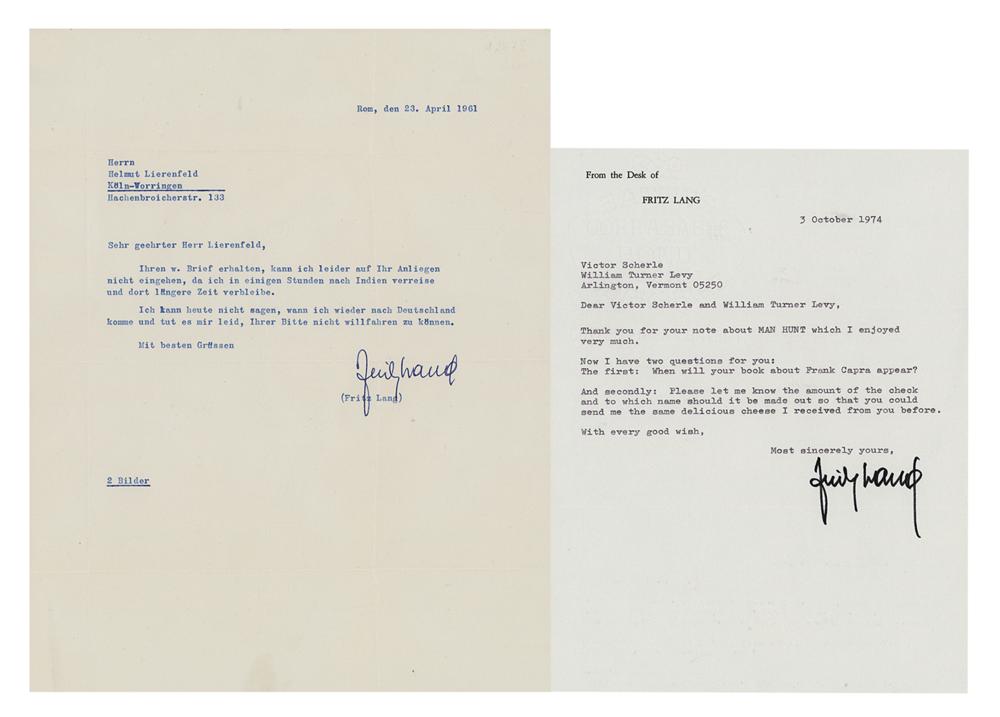 Rom, den 23. April 1961
Herrn
Helmut Lierenfeld
Köln-Worringen
Hachenbroicherstr. 133
Sehr geehrter Herr Lierenfeld,
Ihren w. Brief erhalten, kann ich leider auf Ihr Anliegen
nicht eingehen, da ich in einigen Stunden nach Indien verreise
und dort längere Zeit verbleibe.
Ich kann heute nicht sagen, wann ich wieder nach Deutschland
komme und tut es mir leid, Ihrer Bitte nicht willfahren zu können.
Mit besten Grüssen
Fritz Lang
(Fritz Lang)
2 Bilder
From the Desk of
FRITZ LANG
3 October 1974
Victor Scherle
William Turner Levy
Arlington, Vermont 05250
Dear Victor Scherle and William Turner Levy,
Thank you for your note about MAN HUNT which I enjoyed
very much.
Now I have two questions for you:
The first: When will your book about Frank Capra appear?
And secondly: Please let me know the amount of the check
and to which name should it be made out so that you could
send me the same delicious cheese I received from you before.
With every good wish,
Most sincerely yours,
Fritz Lang